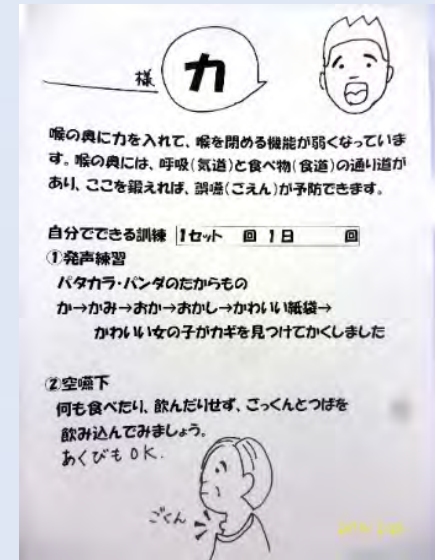 様
カ
喉の奥に力を入れて、喉を閉める機能が弱くなっていま
す。喉の奥には、呼吸(気道)と食べ物(食道)の通り道が
あり、ここを鍛えれば、誤嚥(ごえん)が予防できます。
自分でできる訓練 1セット 回 1日 回
①発声練習
パタカラ・パンダのたからもの
か→かみ→おか→おかし→かわいい紙袋→
かわいい女の子がカギを見つけてかくしました
②空嚥下
何も食べたり、飲んだりせず、ごっくんとつばを
飲み込んでみましょう。
あくびもOK.
ごくん